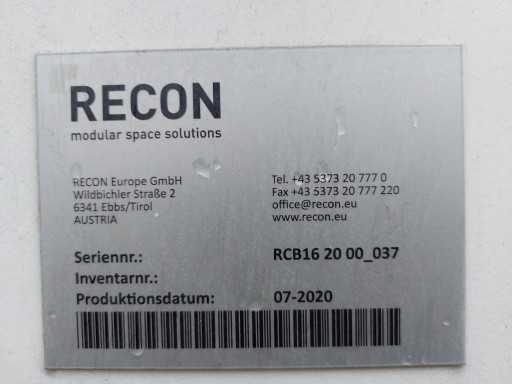 RECON
modular space solutions
RECON Europe GmbH
Wildbichler Straße 2
6341 Ebbs/Tirol
AUSTRIA
Tel. +43 5373 20 777 0
Fax +43 5373 20 777 220
office@recon.eu
www.recon.eu
Seriennr.: RCB16 20 00_037
Inventarnr.:
Produktionsdatum: 07-2020